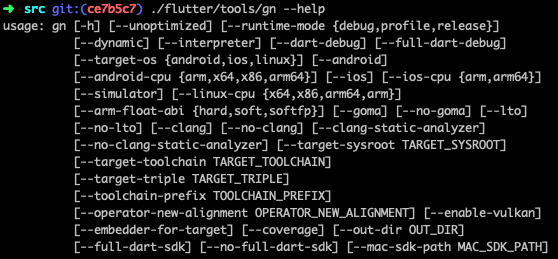 ➜ src git:(ce7b5c7) ./flutter/tools/gn --help
usage: gn [-h] [--unoptimized] [--runtime-mode {debug,profile,release}]
[--dynamic] [--interpreter] [--dart-debug] [--full-dart-debug]
[--target-os {android,ios,linux}] [--android]
[--android-cpu {arm,x64,x86,arm64}] [--ios] [--ios-cpu {arm,arm64}]
[--simulator] [--linux-cpu {x64,x86,arm64,arm}]
[--arm-float-abi {hard,soft,softfp}] [--goma] [--no-goma] [--lto]
[--no-lto] [--clang] [--no-clang] [--clang-static-analyzer]
[--no-clang-static-analyzer] [--target-sysroot TARGET_SYSROOT]
[--target-toolchain TARGET_TOOLCHAIN]
[--target-triple TARGET_TRIPLE]
[--toolchain-prefix TOOLCHAIN_PREFIX]
[--operator-new-alignment OPERATOR_NEW_ALIGNMENT] [--enable-vulkan]
[--embedder-for-target] [--coverage] [--out-dir OUT_DIR]
[--full-dart-sdk] [--no-full-dart-sdk] [--mac-sdk-path MAC_SDK_PATH]